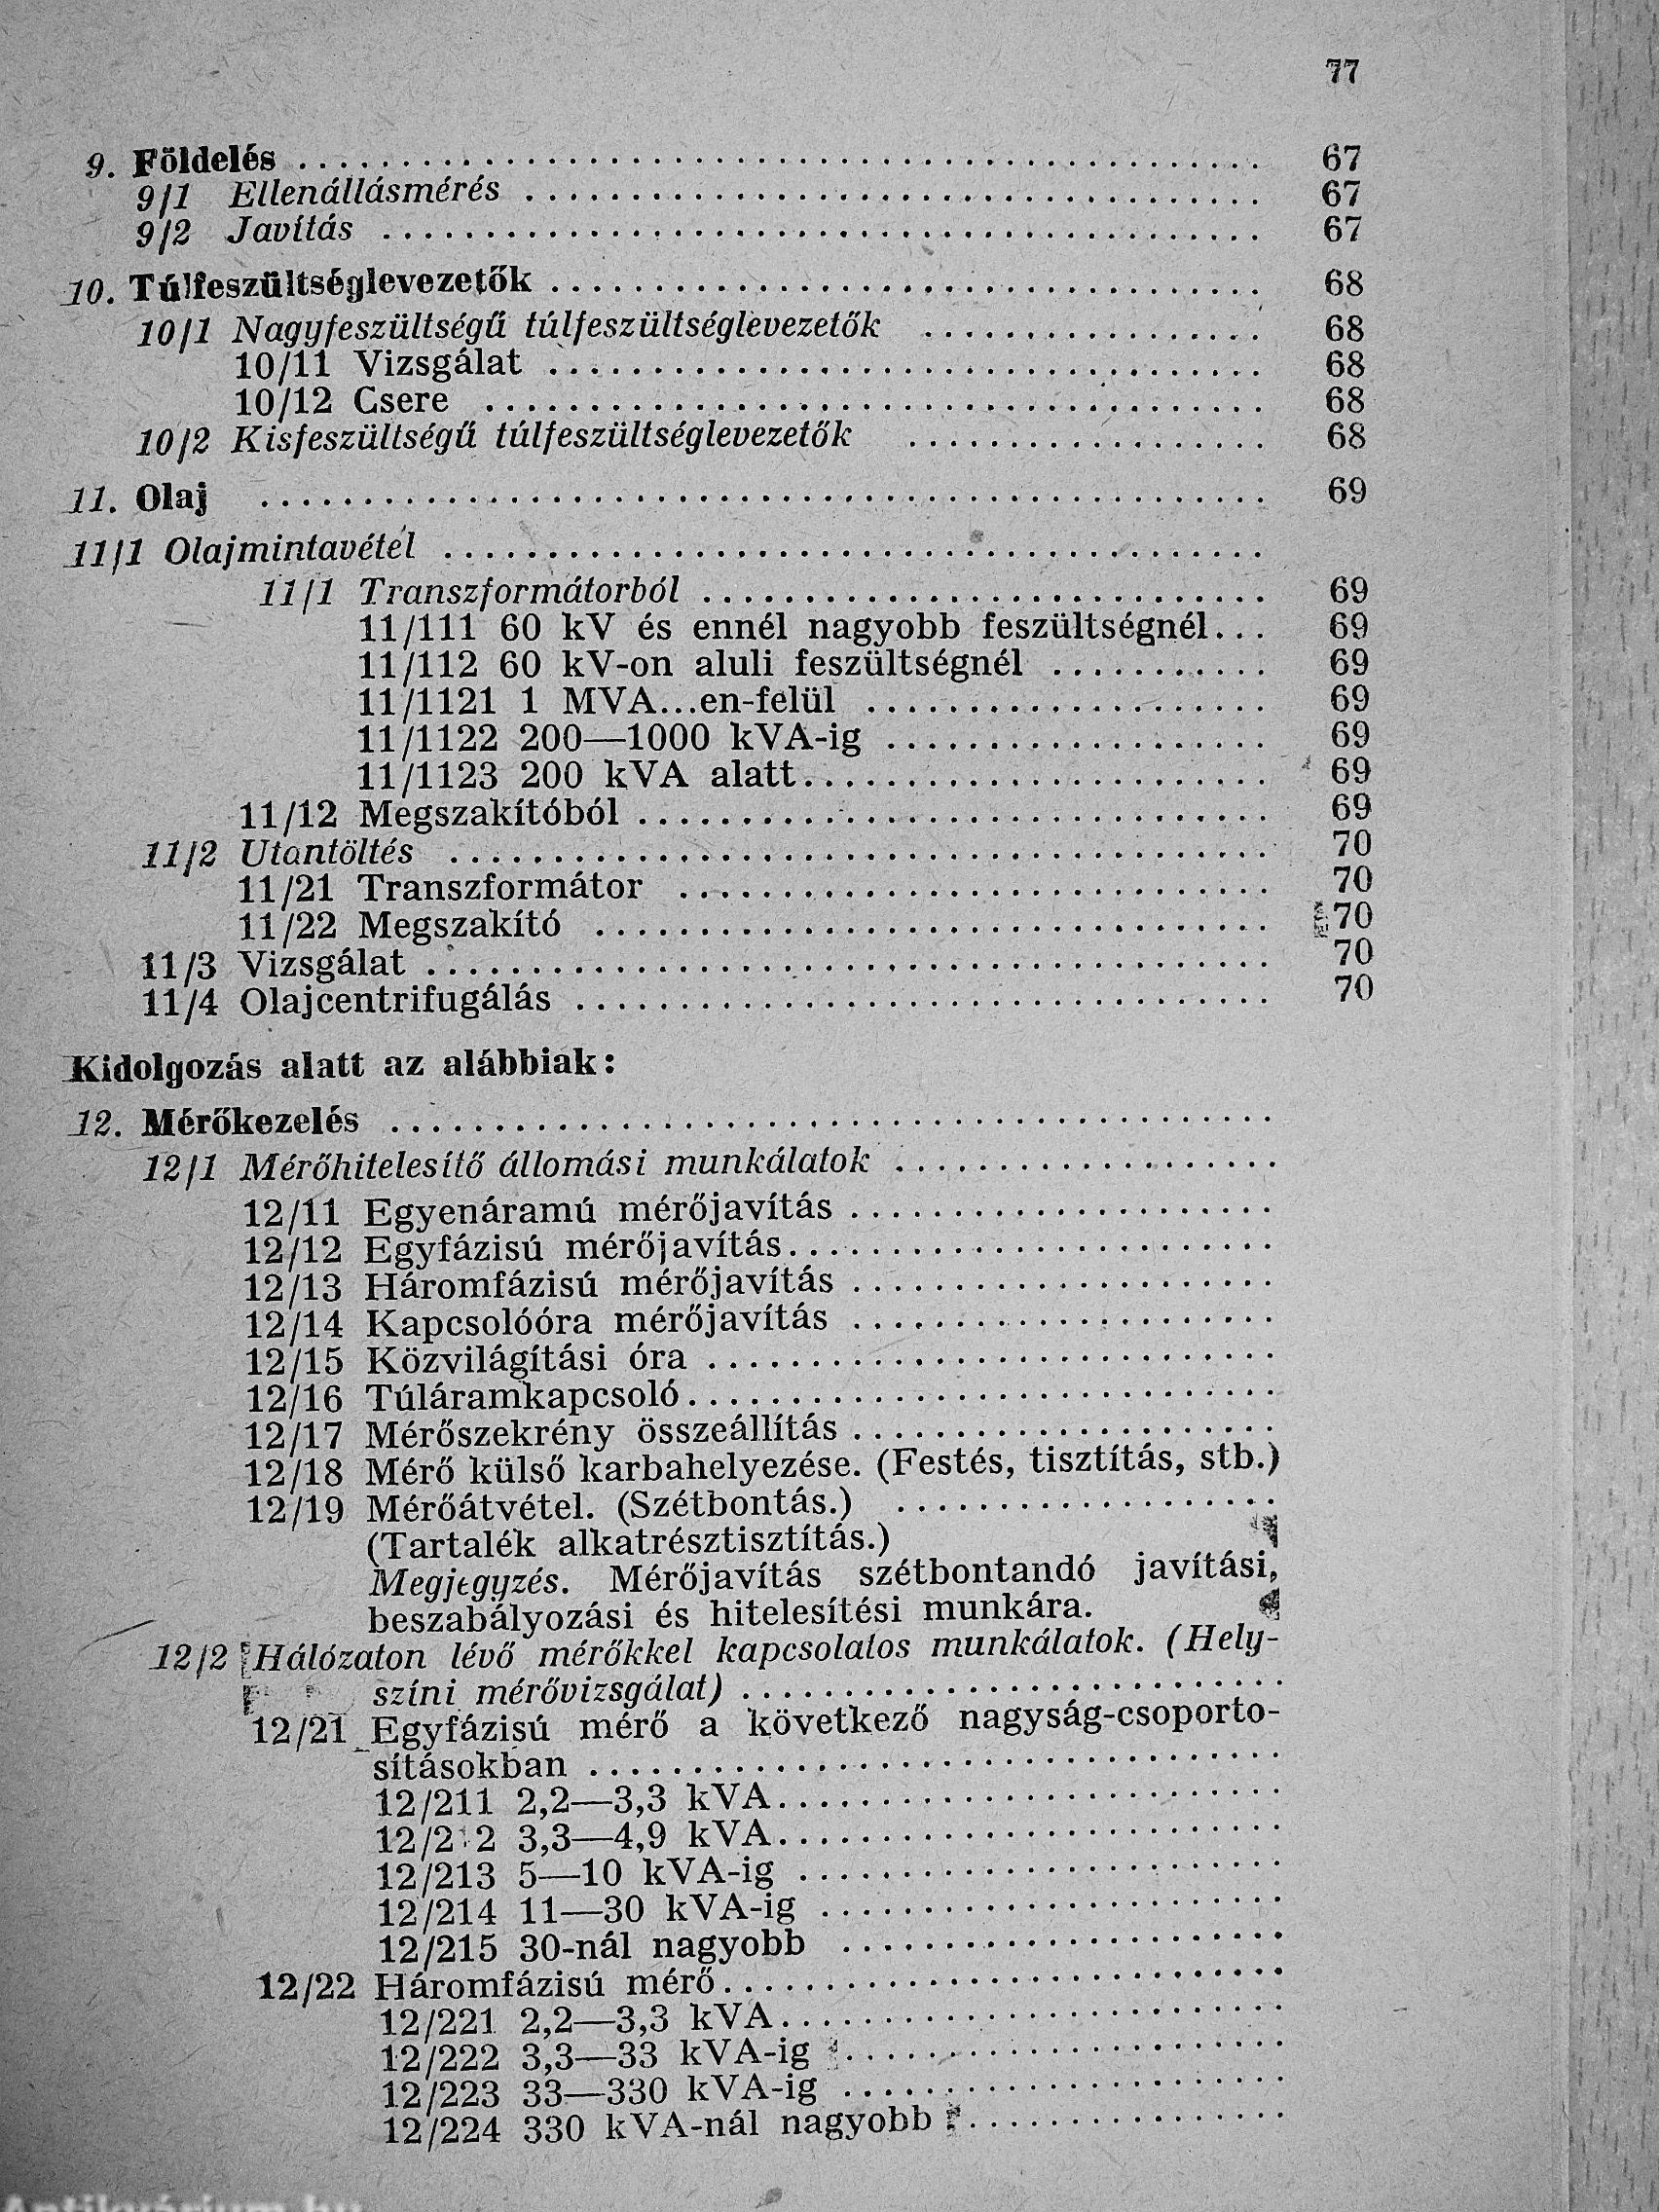 77
9. Földelés ........................................ 67
9/1 Ellenállásmérés .................................... 67
9/2 Javítás ........................................... 67
10. Túlfeszültséglevezetők ................................... 68
10/1 Nagyfeszültségű túlfeszültséglevezetők ................. 68
10/11 Vizsgálat ................................... 68
10/12 Csere ...................................... 68
10/2 Kisfeszültségű túlfeszültséglevezetők .................. 68
11. Olaj ................................................. 69
11/1 Olajmintavétel ........................................
11/1 Transzformátorból ............................ 69
11/111 60 kV és ennél nagyobb feszültségnél... 69
11/112 60 kV-on aluli feszültségnél ........... 69
11/1121 1 MVA...en-felül .................... 69
11/1122 200—1000 kVA-ig ................... 69
11/1123 200 kVA alatt....................... 69
11/12 Megszakítóból ............................... 69
11/2 Utantöltés ........................................ 70
11/21 Transzformátor ............................. 70
11/22 Megszakító ................................. 70
11/3 Vizsgálat ......................................... 70
11/4 Olajcentrifugálás .................................. 70
Kidolgozás alatt az alábbiak:
12. Mérőkezelés ...........................................
12/1 Mérőhitelesítő állomási munkálatok ...................
12/11 Egyenáramú mérőjavítás .....................
12/12 Egyfázisú mérőjavítás........................
12/13 Háromfázisú mérőjavítás .....................
12/14 Kapcsolóóra mérőjavítás .....................
12/15 Közvilágítási óra ............................
12/16 Túláramkapcsoló.............................
12/17 Mérőszekrény összeállítás .....................
12/18 Mérő külső karbahelyezése. (Festés, tisztítás, stb.)
12/19 Mérőátvétel. (Szétbontás.) ...................
(Tartalék alkatrésztisztítás.)
Megjegyzés. Mérőjavítás szétbontandó javítási,
beszabályozási és hitelesítési munkára.
12/2 Hálózaton lévő mérőkkel kapcsolatos munkálatok. (Hely-
színi mérővizsgálat) ...........................
12/21 Egyfázisú mérő a következő nagyság-csoporto-
sításokban ..................................
12/211 2,2—3,3 kVA.........................
12/2 2 3,3—4,9 kVA.........................
12/213 5—10 kVA-ig ........................
12/214 11—30 kVA-ig .......................
12/215 30-nál nagyobb ......................
12/22 Háromfázisú mérő............................
12/221 2,2—3,3 kVA.........................
12/222 3,3—33 kVA-ig ......................
12/223 33—330 kVA-ig ......................
12/224 330 kVA-nál nagyobb ................
Antikvárium.hu